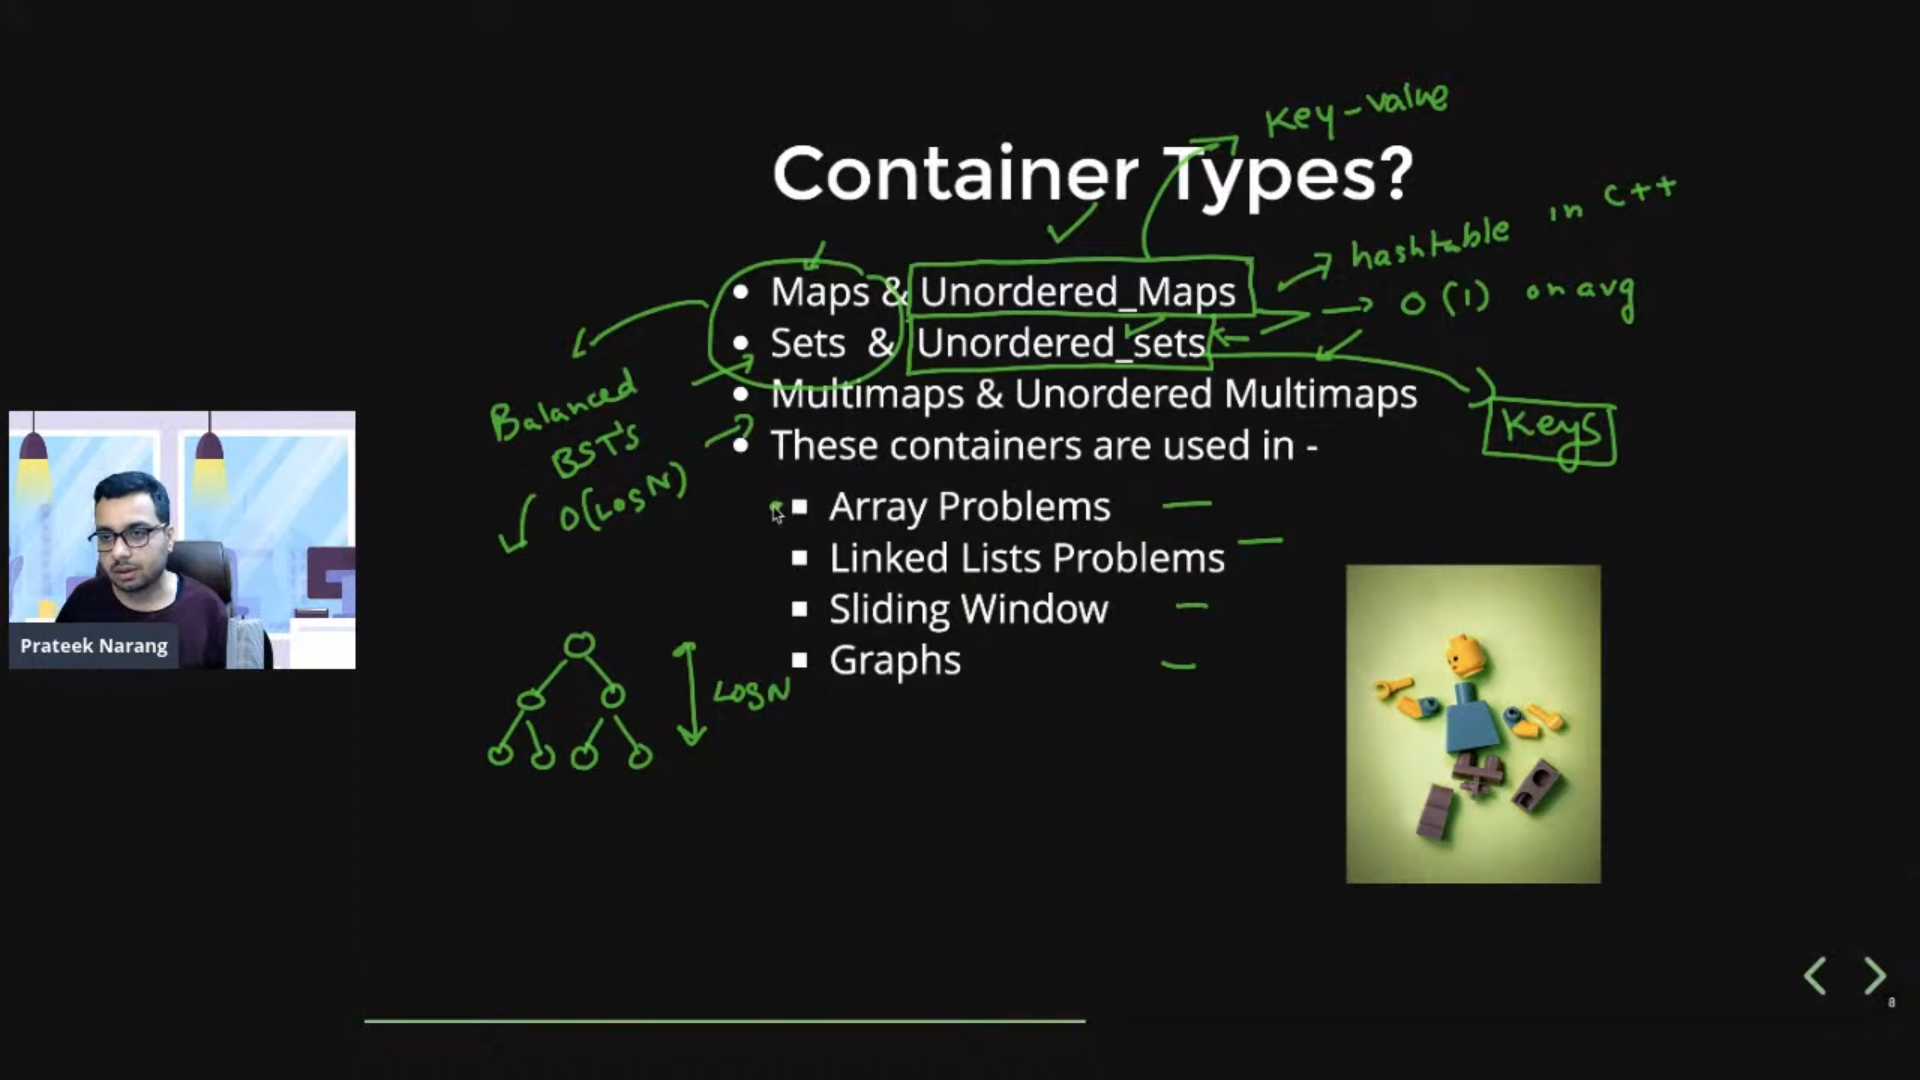 Key-value
Container Types?
hashtable in C++
• Maps & Unordered_Maps
O(1) on avg
• Sets & Unordered_sets
• Multimaps & Unordered Multimaps
Keys
Balanced
BST's
O(LogN)
• These containers are used in -
▪ Array Problems
▪ Linked Lists Problems
▪ Sliding Window
▪ Graphs
Prateek Narang
LogN
8